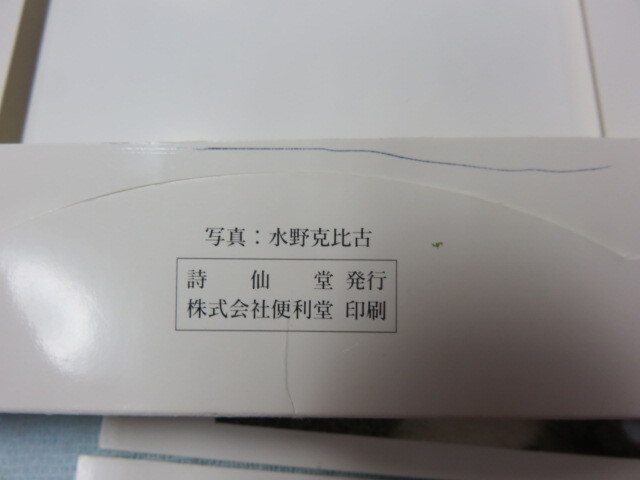 写真：水野克比古
詩仙堂 発行
株式会社便利堂 印刷